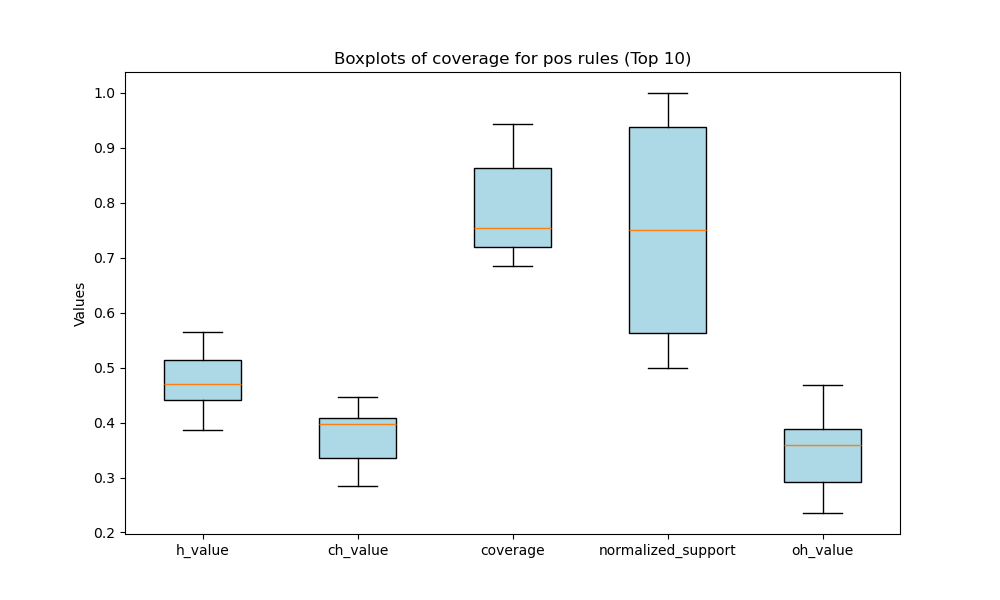 Boxplots of coverage for pos rules (Top 10)
Values
1.0
0.9
0.8
0.7
0.6
0.5
0.4
0.3
0.2
h_value
ch_value
coverage
normalized_support
oh_value